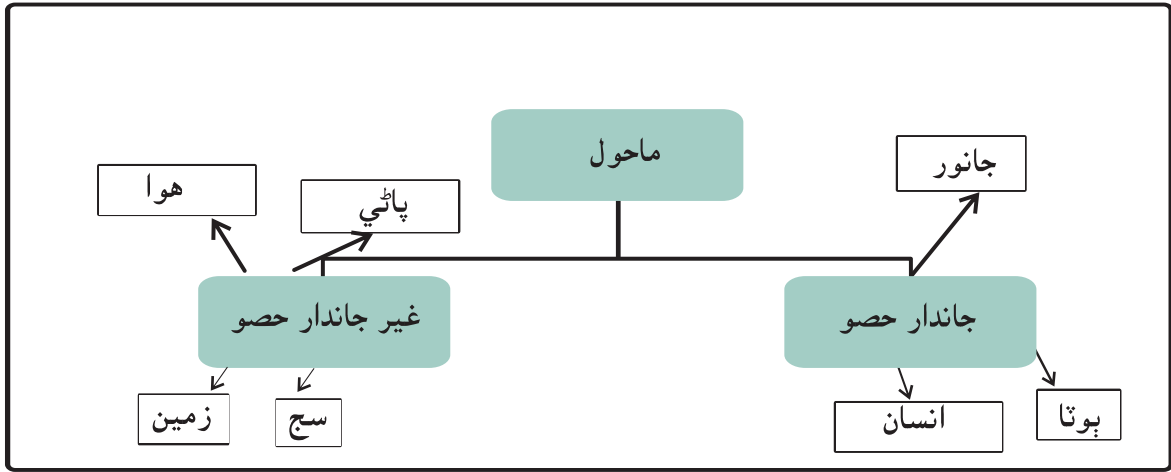 ماحول
جانور
هوا
پاڻي
جاندار حصو
غير جاندار حصو
ٻوٽا
انسان
سج
زمين